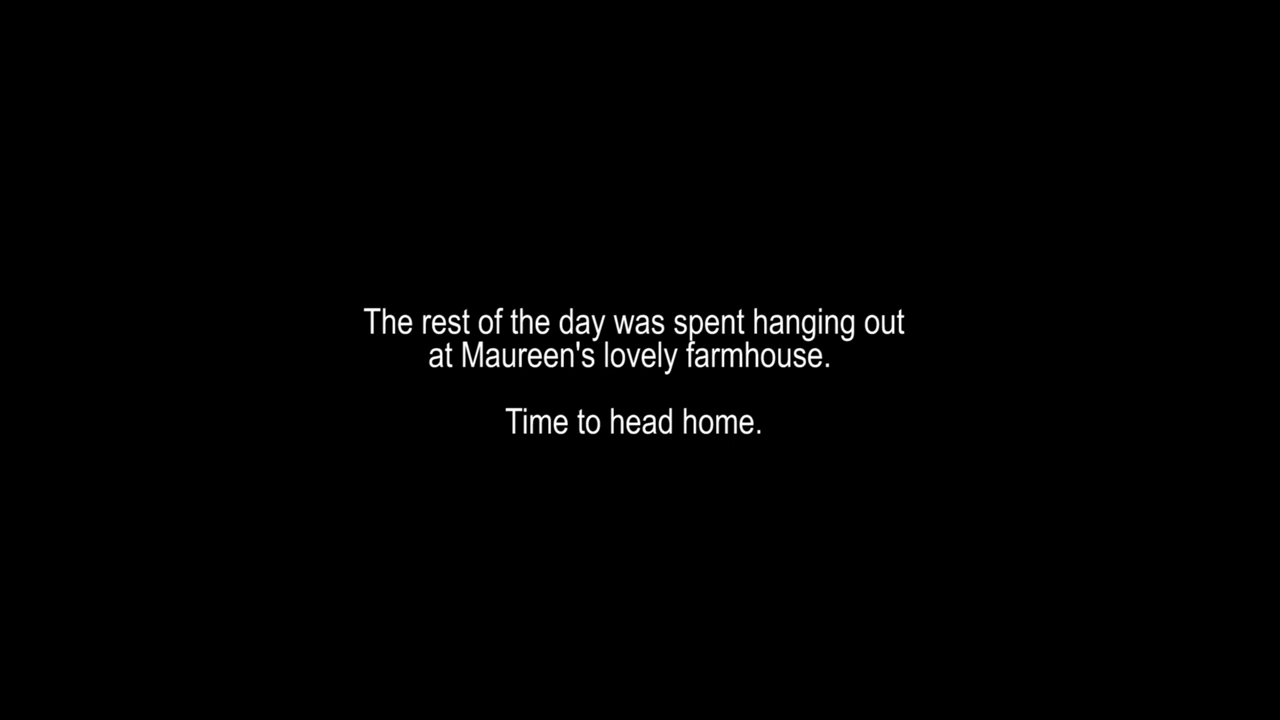 The rest of the day was spent hanging out
at Maureen's lovely farmhouse.
Time to head home.